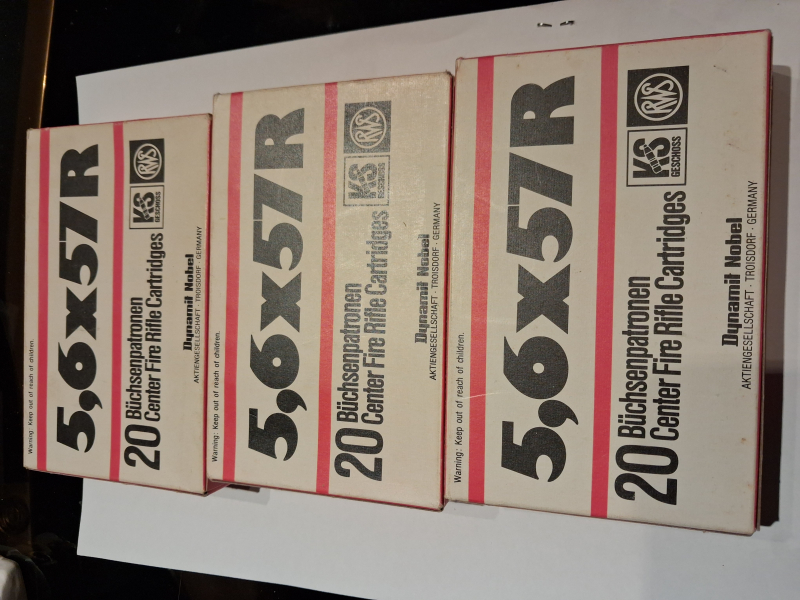 Warning: Keep out of reach of children.
5,6x57R
20 Büchsenpatronen
Center Fire Rifle Cartridges
K&S
GESCHOSS
RWS
Dynamit Nobel
AKTIENGESELLSCHAFT · TROISDORF · GERMANY
Warning: Keep out of reach of children.
5,6x57R
20 Büchsenpatronen
Center Fire Rifle Cartridges
K&S
GESCHOSS
RWS
Dynamit Nobel
AKTIENGESELLSCHAFT · TROISDORF · GERMANY
Warning: Keep out of reach of children.
5,6x57R
20 Büchsenpatronen
Center Fire Rifle Cartridges
K&S
GESCHOSS
RWS
Dynamit Nobel
AKTIENGESELLSCHAFT · TROISDORF · GERMANY